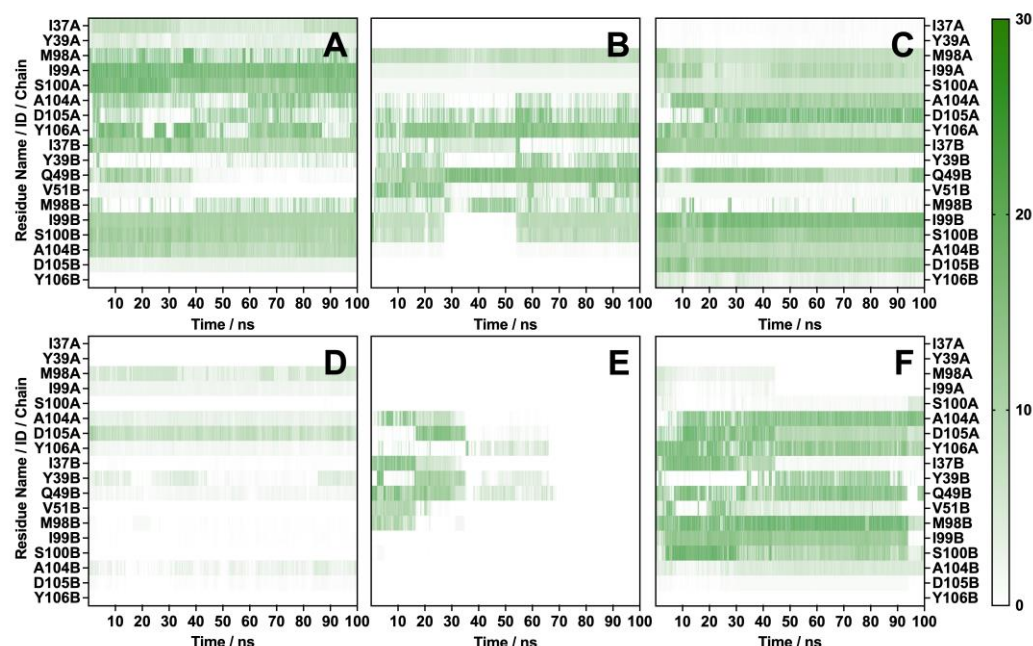 Residue Name / ID / Chain
I37A
Y39A
M98A
I99A
S100A
A104A
D105A
Y106A
I37B
Y39B
Q49B
V51B
M98B
I99B
S100B
A104B
D105B
Y106B
A
B
C
I37A
Y39A
M98A
I99A
S100A
A104A
D105A
Y106A
I37B
Y39B
Q49B
V51B
M98B
I99B
S100B
A104B
D105B
Y106B
10 20 30 40 50 60 70 80 90 100
10 20 30 40 50 60 70 80 90 100
10 20 30 40 50 60 70 80 90 100
Time / ns
Time / ns
Time / ns
Residue Name / ID / Chain
I37A
Y39A
M98A
I99A
S100A
A104A
D105A
Y106A
I37B
Y39B
Q49B
V51B
M98B
I99B
S100B
A104B
D105B
Y106B
D
E
F
I37A
Y39A
M98A
I99A
S100A
A104A
D105A
Y106A
I37B
Y39B
Q49B
V51B
M98B
I99B
S100B
A104B
D105B
Y106B
10 20 30 40 50 60 70 80 90 100
10 20 30 40 50 60 70 80 90 100
10 20 30 40 50 60 70 80 90 100
Time / ns
Time / ns
Time / ns
30
20
10
0